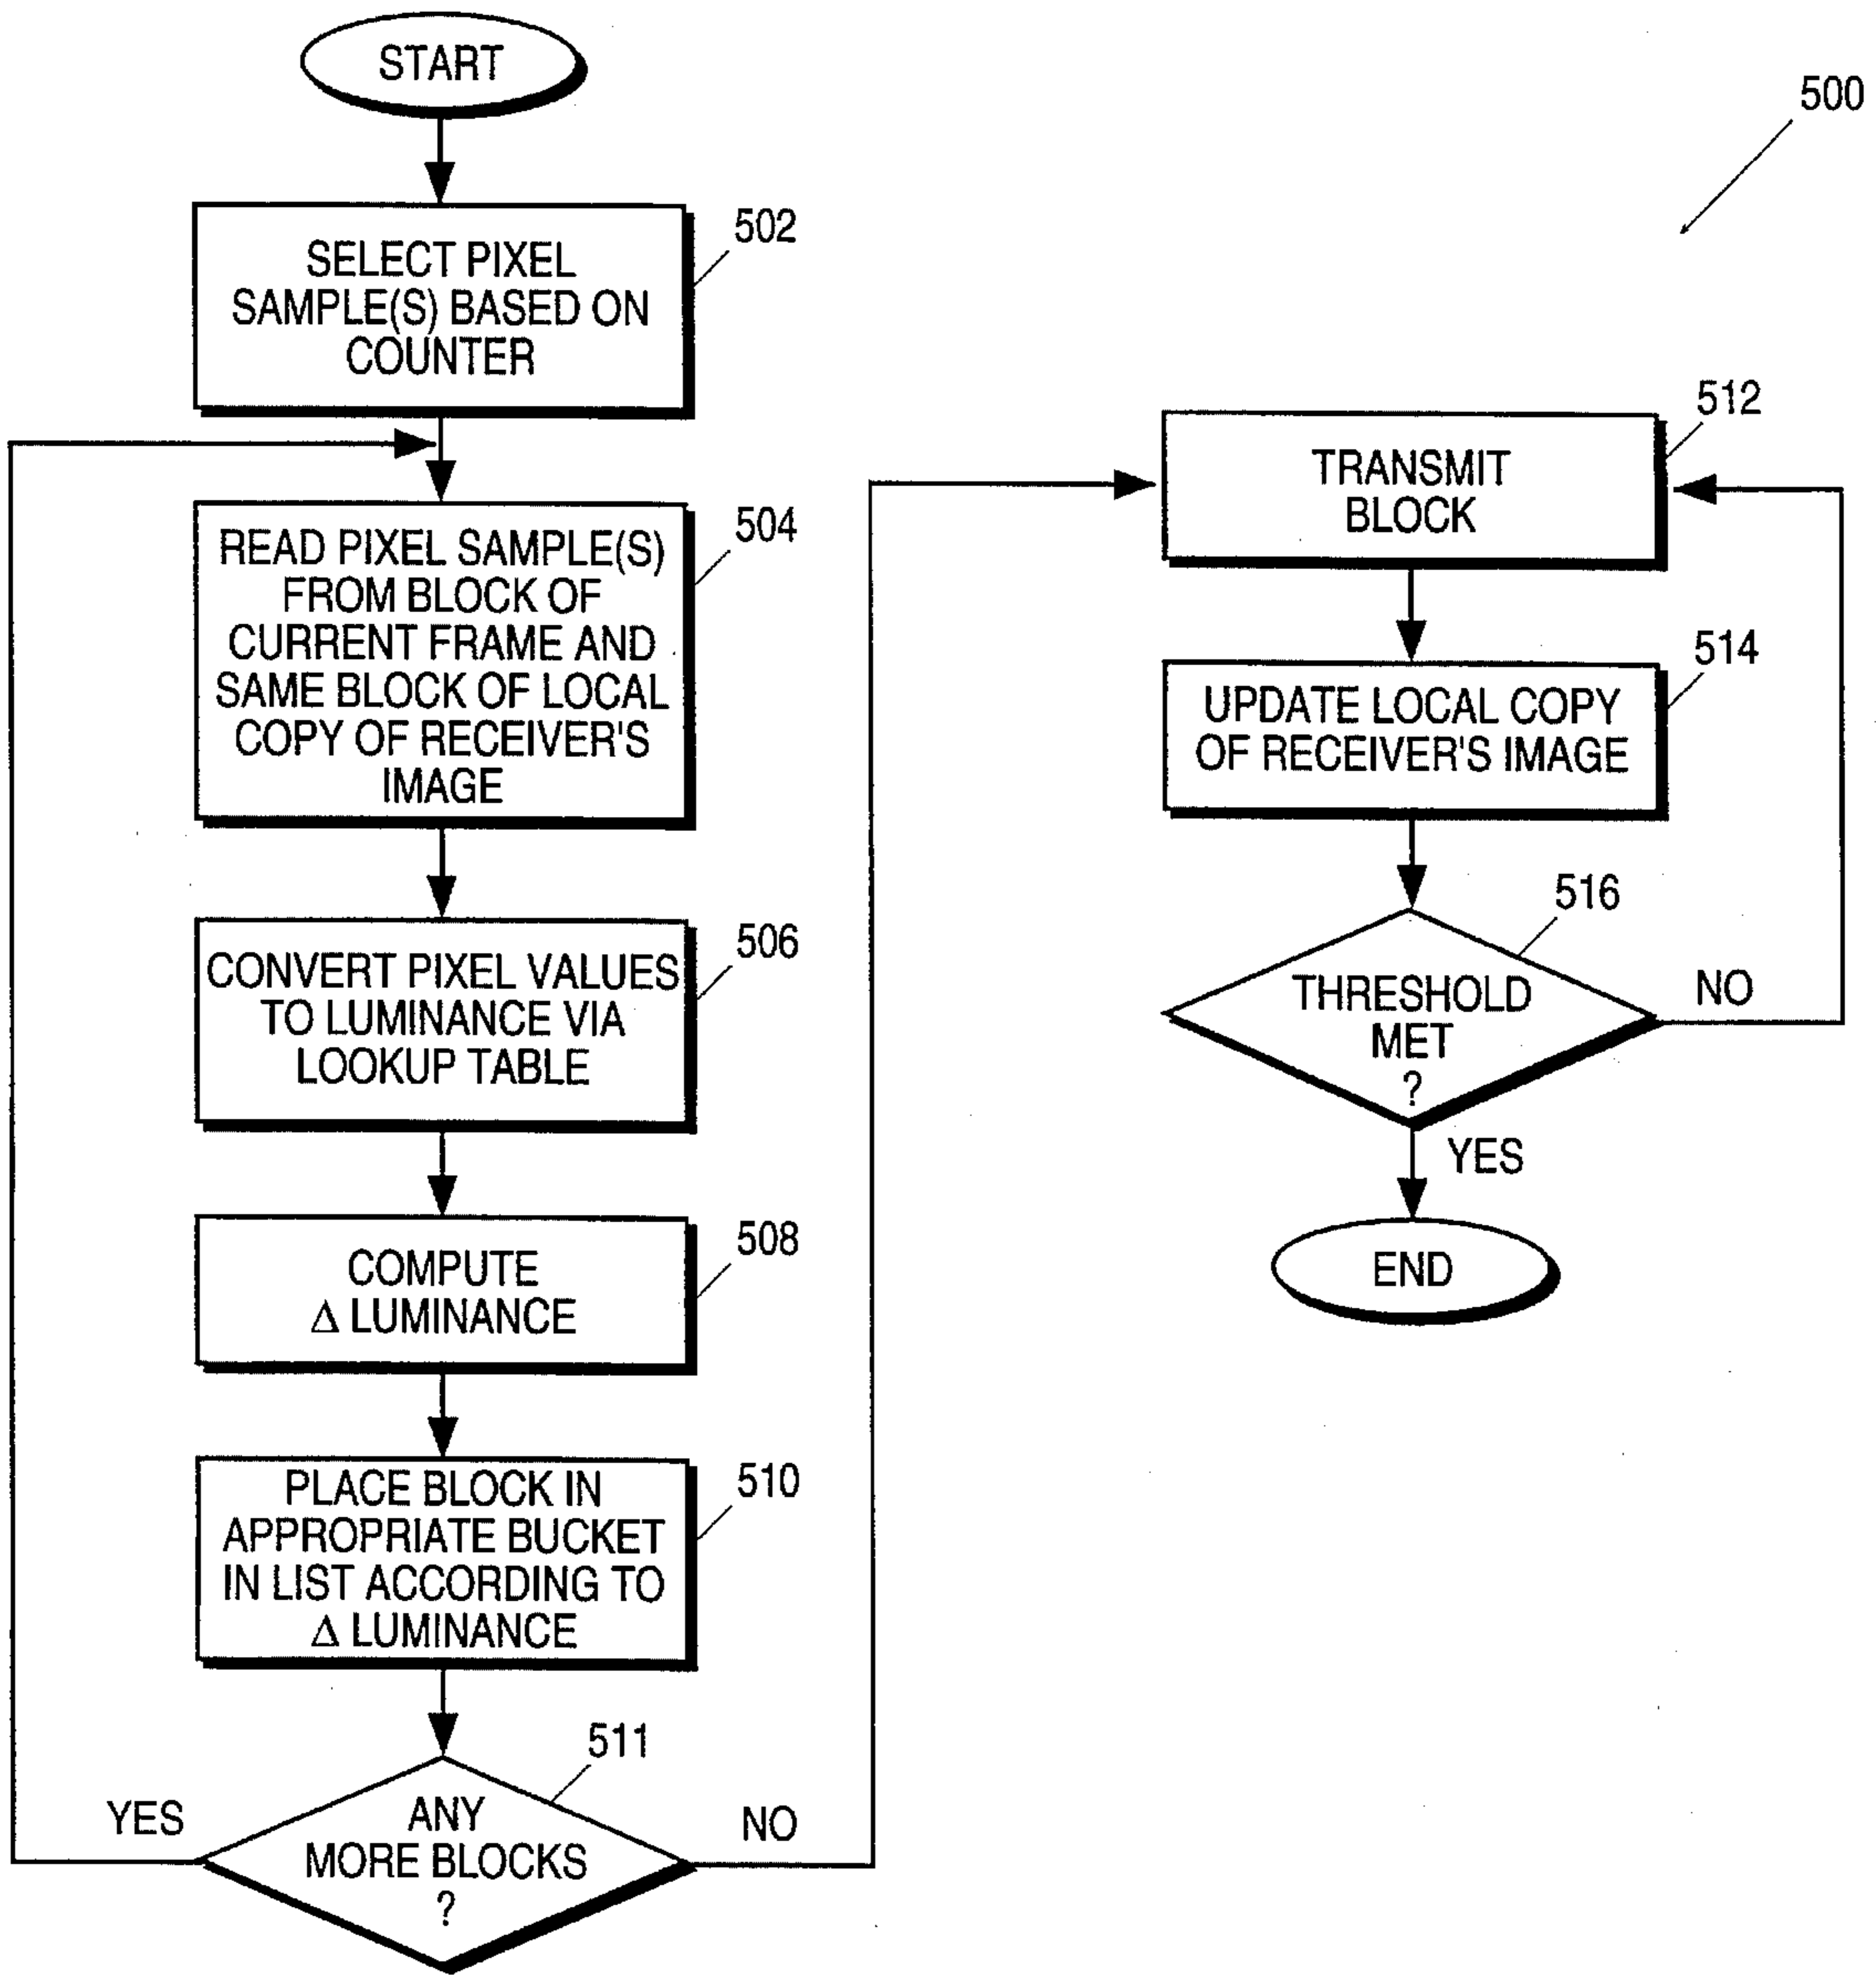 START
500
502
SELECT PIXEL
SAMPLE(S) BASED ON
COUNTER
504
READ PIXEL SAMPLE(S)
FROM BLOCK OF
CURRENT FRAME AND
SAME BLOCK OF LOCAL
COPY OF RECEIVER'S
IMAGE
506
CONVERT PIXEL VALUES
TO LUMINANCE VIA
LOOKUP TABLE
508
COMPUTE
Δ LUMINANCE
510
PLACE BLOCK IN
APPROPRIATE BUCKET
IN LIST ACCORDING TO
Δ LUMINANCE
511
YES
ANY
MORE BLOCKS
?
NO
512
TRANSMIT
BLOCK
514
UPDATE LOCAL COPY
OF RECEIVER'S IMAGE
516
THRESHOLD
MET
?
NO
YES
END